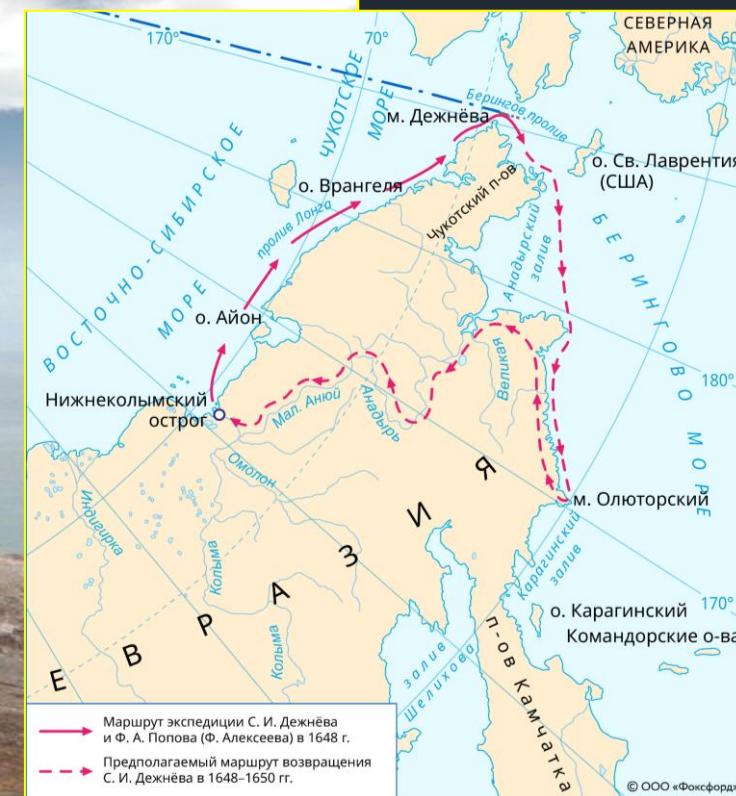 СЕВЕРНАЯ
АМЕРИКА
170°
70°
60
ЧУКОТСКОЕ
МОРЕ
Берингов пролив
м. Дежнёва
о. Св. Лаврентия
(США)
о. Врангеля
Чукотский п-ов
пролив Лонга
Анадырский
залив
ВОСТОЧНО-СИБИРСКОЕ
МОРЕ
БЕРИНГОВО МОРЕ
о. Айон
180°
Нижнеколымский
острог
Мал. Анюй
Анадырь
Великая
Омолон
м. Олюторский
Индигирка
Колыма
Карагинский
залив
170°
о. Карагинский
Командорские о-ва
Колыма
ЕВРАЗИЯ
залив
Шелихова
п-ов Камчатка
Маршрут экспедиции С. И. Дежнёва
и Ф. А. Попова (Ф. Алексеева) в 1648 г.
Предполагаемый маршрут возвращения
С. И. Дежнёва в 1648–1650 гг.
© ООО «Фоксфорд»